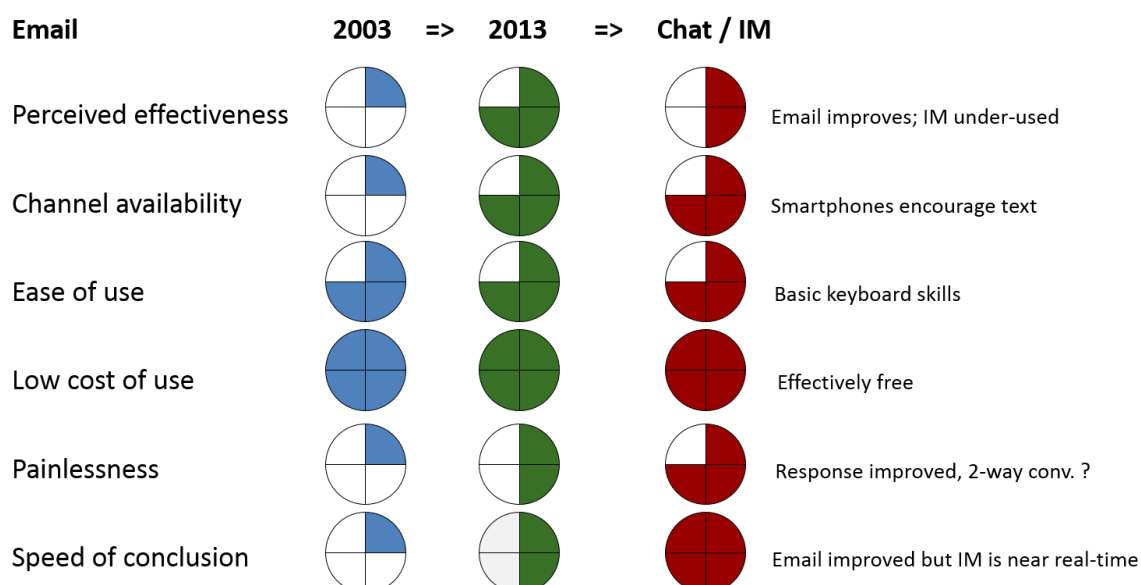 Email 2003 => 2013 => Chat / IM
Perceived effectiveness Email improves; IM under-used
Channel availability Smartphones encourage text
Ease of use Basic keyboard skills
Low cost of use Effectively free
Painlessness Response improved, 2-way conv. ?
Speed of conclusion Email improved but IM is near real-time